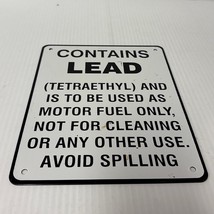 CONTAINS
LEAD
(TETRAETHYL) AND
IS TO BE USED AS
MOTOR FUEL ONLY,
NOT FOR CLEANING
OR ANY OTHER USE.
AVOID SPILLING